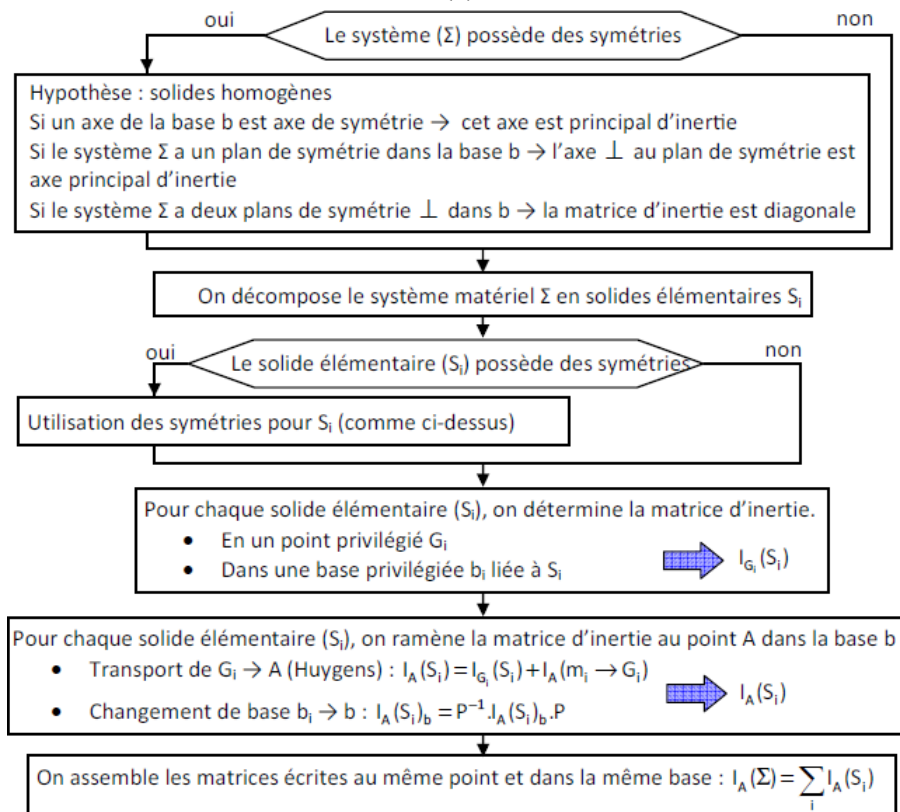 oui
non
Le système (Σ) possède des symétries
Hypothèse : solides homogènes
Si un axe de la base b est axe de symétrie → cet axe est principal d'inertie
Si le système Σ a un plan de symétrie dans la base b → l'axe ⊥ au plan de symétrie est
axe principal d'inertie
Si le système Σ a deux plans de symétrie ⊥ dans b → la matrice d'inertie est diagonale
On décompose le système matériel Σ en solides élémentaires Sᵢ
oui
non
Le solide élémentaire (Sᵢ) possède des symétries
Utilisation des symétries pour Sᵢ (comme ci-dessus)
Pour chaque solide élémentaire (Sᵢ), on détermine la matrice d'inertie.
• En un point privilégié Gᵢ
• Dans une base privilégiée bᵢ liée à Sᵢ
I_Gᵢ(Sᵢ)
Pour chaque solide élémentaire (Sᵢ), on ramène la matrice d'inertie au point A dans la base b
• Transport de Gᵢ → A (Huygens) : I_A(Sᵢ) = I_Gᵢ(Sᵢ) + I_A(mᵢ → Gᵢ)
• Changement de base bᵢ → b : I_A(Sᵢ)_b = P⁻¹.I_A(Sᵢ)_b.P
I_A(Sᵢ)
On assemble les matrices écrites au même point et dans la même base : I_A(Σ) = ∑ᵢ I_A(Sᵢ)